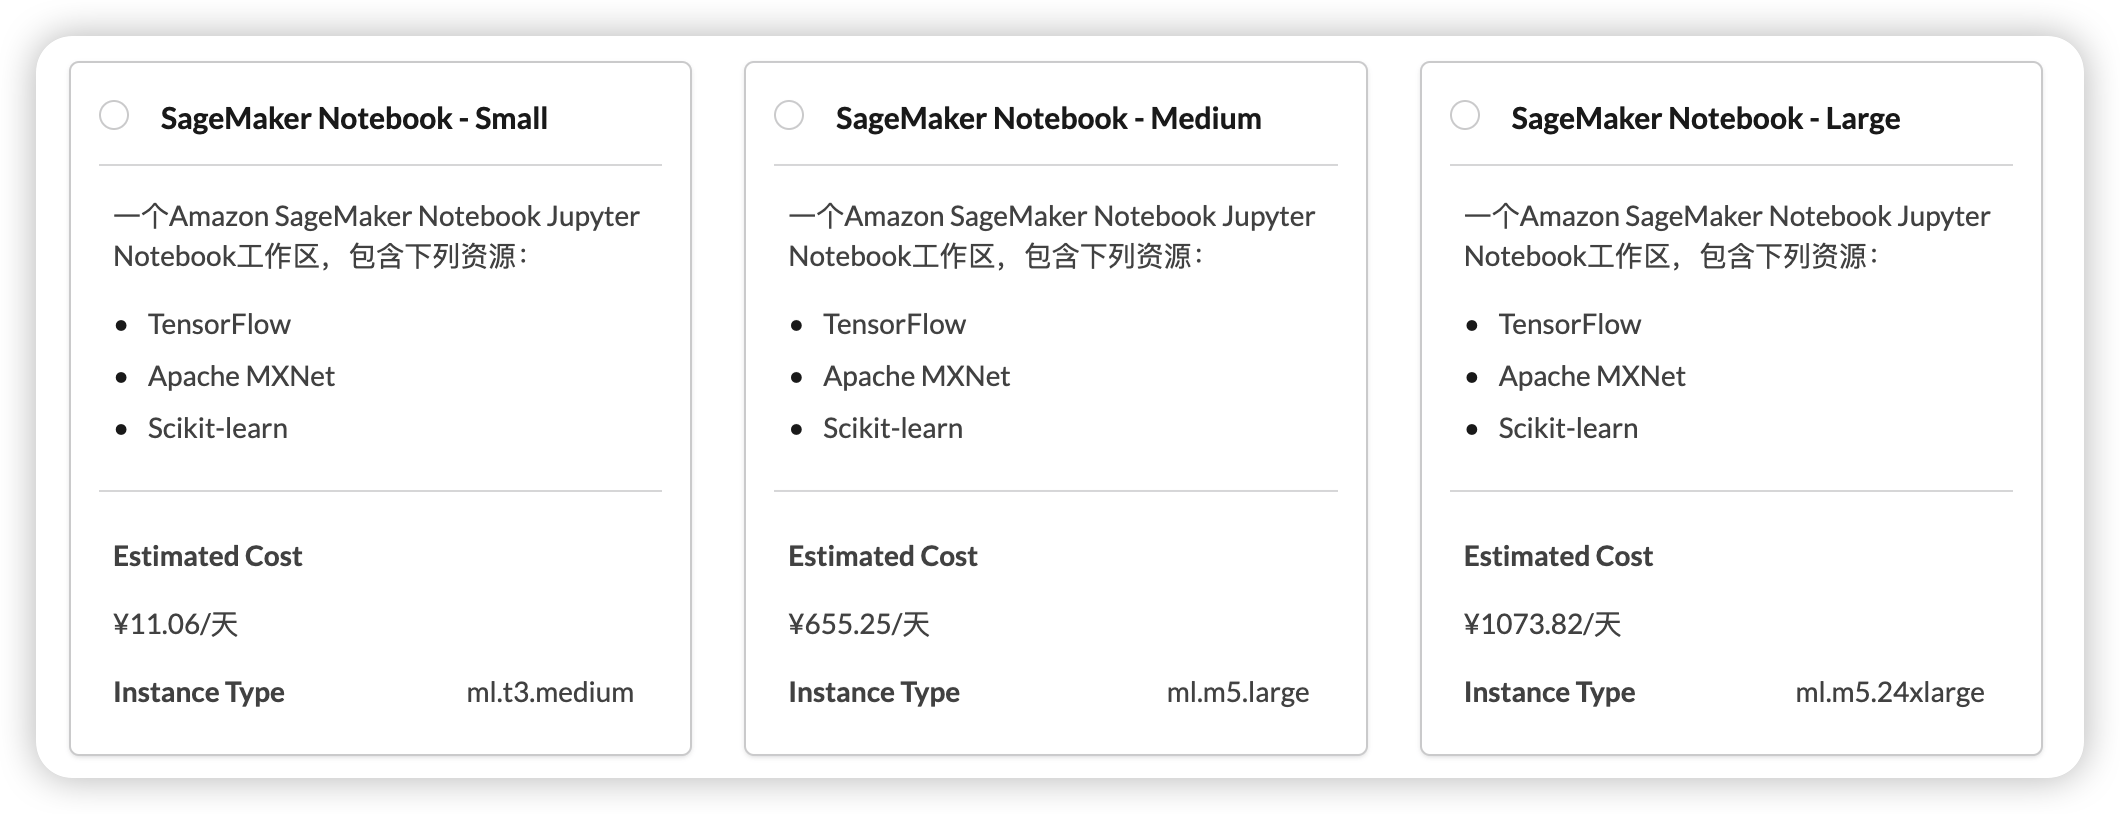 SageMaker Notebook - Small
一个Amazon SageMaker Notebook Jupyter
Notebook工作区，包含下列资源：
• TensorFlow
• Apache MXNet
• Scikit-learn
Estimated Cost
¥11.06/天
Instance Type ml.t3.medium
SageMaker Notebook - Medium
一个Amazon SageMaker Notebook Jupyter
Notebook工作区，包含下列资源：
• TensorFlow
• Apache MXNet
• Scikit-learn
Estimated Cost
¥655.25/天
Instance Type ml.m5.large
SageMaker Notebook - Large
一个Amazon SageMaker Notebook Jupyter
Notebook工作区，包含下列资源：
• TensorFlow
• Apache MXNet
• Scikit-learn
Estimated Cost
¥1073.82/天
Instance Type ml.m5.24xlarge